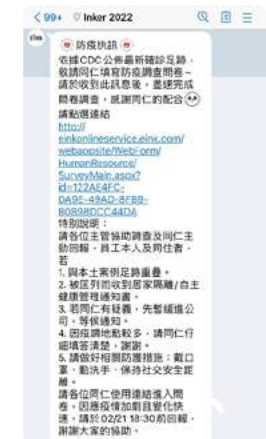 99+
Inker 2022
防疫快訊
依據CDC公佈最新確診足跡，
敬請同仁填寫防疫調查問卷~
請於收到此訊息後，盡速完成
問卷調查，感謝同仁的配合
請點選連結
http://
einkonlineservice.einx.com/
webappsite/WebForm/
HumanResource/
SurveyMain.aspx?
id=122AE4FC-
DA9E-49AD-8FB9-
B0898DCC44DA
特別說明：
請各位主管協助調查及同仁主
動回報，員工本人及同住者，
若
1. 與本土案例足跡重疊。
2. 被匡列而收到居家隔離/自主
健康管理通知書。
3. 若同仁有疑義，先暫緩進公
司，等候通知。
4. 因疫調地點較多，請同仁仔
細填答清楚，謝謝。
5. 請做好相關防護措施：戴口
罩、勤洗手、保持社交安全距
離。
請各位同仁使用連結進入問
卷，因應疫情加劇且變化快
速，請於 02/21 18:30前回報，
謝謝大家的協助。